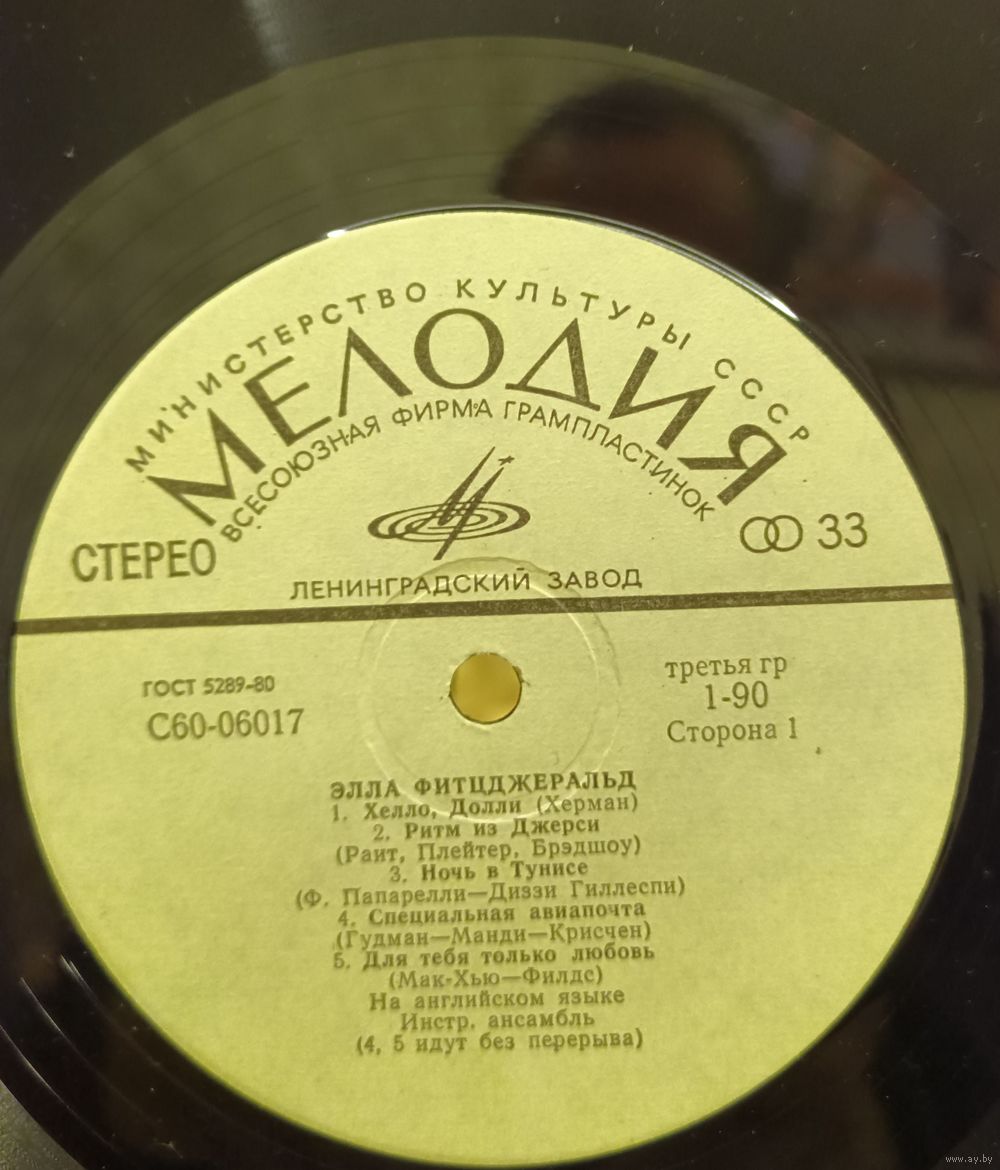 МИНИСТЕРСТВО КУЛЬТУРЫ СССР
МЕЛОДИЯ
ВСЕСОЮЗНАЯ ФИРМА ГРАМПЛАСТИНОК
СТЕРЕО
33
ЛЕНИНГРАДСКИЙ ЗАВОД
ГОСТ 5289-80
С60-06017
третья гр
1-90
Сторона 1
ЭЛЛА ФИТЦДЖЕРАЛЬД
1. Хелло, Долли (Херман)
2. Ритм из Джерси
(Раит, Плейтер, Брэдшоу)
3. Ночь в Тунисе
(Ф. Папарелли—Диззи Гиллеспи)
4. Специальная авиапочта
(Гудман—Манди—Крисчен)
5. Для тебя только любовь
(Мак-Хью—Филдс)
На английском языке
Инстр. ансамбль
(4, 5 идут без перерыва)
www.ay.by